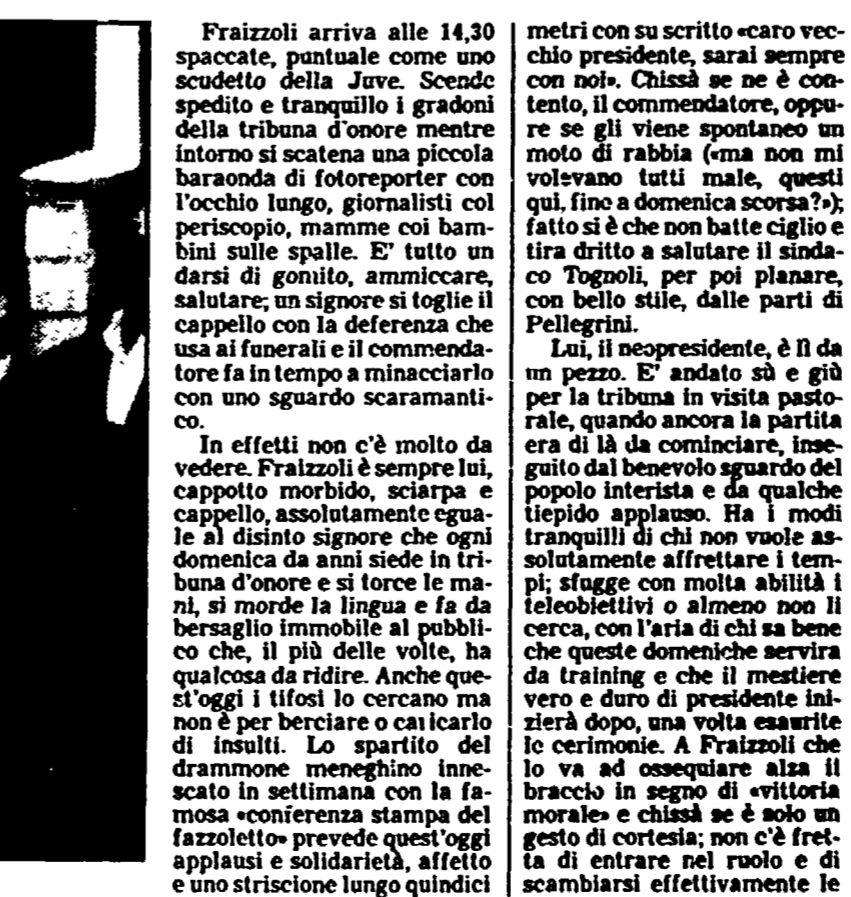 Fraizzoli arriva alle 14,30
spaccate, puntuale come uno
scudetto della Juve. Scende
spedito e tranquillo i gradoni
della tribuna d'onore mentre
intorno si scatena una piccola
baraonda di fotoreporter con
l'occhio lungo, giornalisti col
periscopio, mamme coi bam-
bini sulle spalle. E' tutto un
darsi di gomito, ammiccare,
salutare; un signore si toglie il
cappello con la deferenza che
usa ai funerali e il commenda-
tore fa in tempo a minacciarlo
con uno sguardo scaramanti-
co.
In effetti non c'è molto da
vedere. Fraizzoli è sempre lui,
cappotto morbido, sciarpa e
cappello, assolutamente egua-
le al disinto signore che ogni
domenica da anni siede in tri-
buna d'onore e si torce le ma-
ni, si morde la lingua e fa da
bersaglio immobile al pubbli-
co che, il più delle volte, ha
qualcosa da ridire. Anche que-
st'oggi i tifosi lo cercano ma
non è per berciare o caricarlo
di insulti. Lo spartito del
drammone meneghino inne-
scato in settimana con la fa-
mosa «conferenza stampa del
fazzoletto» prevede quest'oggi
applausi e solidarietà, affetto
e uno striscione lungo quindici
metri con su scritto «caro vec-
chio presidente, sarai sempre
con noi». Chissà se ne è con-
tento, il commendatore, oppu-
re se gli viene spontaneo un
moto di rabbia («ma non mi
volevano tutti male, questi
qui, fino a domenica scorsa?»);
fatto si è che non batte ciglio e
tira dritto a salutare il sinda-
co Tognoli, per poi planare,
con bello stile, dalle parti di
Pellegrini.
Lui, il neopresidente, è lì da
un pezzo. E' andato sù e giù
per la tribuna in visita pasto-
rale, quando ancora la partita
era di là da cominciare, inse-
guito dal benevolo sguardo del
popolo interista e da qualche
tiepido applauso. Ha i modi
tranquilli di chi non vuole as-
solutamente affrettare i tem-
pi; sfugge con molta abilità i
teleobiettivi o almeno non li
cerca, con l'aria di chi sa bene
che queste domeniche servira
da training e che il mestiere
vero e duro di presidente ini-
zierà dopo, una volta esaurite
le cerimonie. A Fraizzoli che
lo va ad ossequiare alza il
braccio in segno di «vittoria
morale» e chissà se è solo un
gesto di cortesia; non c'è fret-
ta di entrare nel ruolo e di
scambiarsi effettivamente le